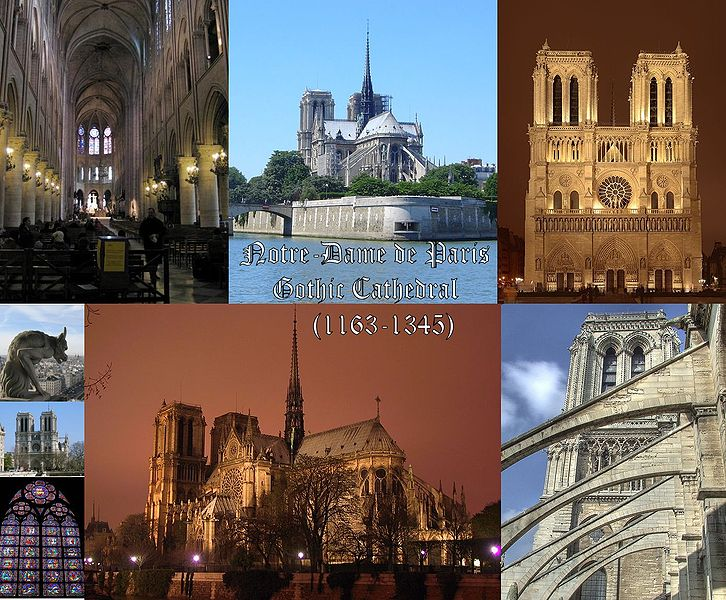 Notre-Dame de Paris
Gothic Cathedral
(1163-1345)